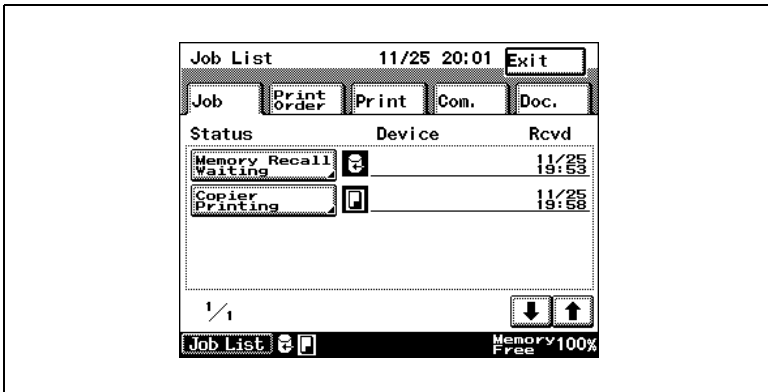 Job List 11/25 20:01 Exit
Job Print Order Print Com. Doc.
Status Device Rcvd
Memory Recall Waiting 11/25 19:53
Copier Printing 11/25 19:58
1/1
Job List Memory Free 100%